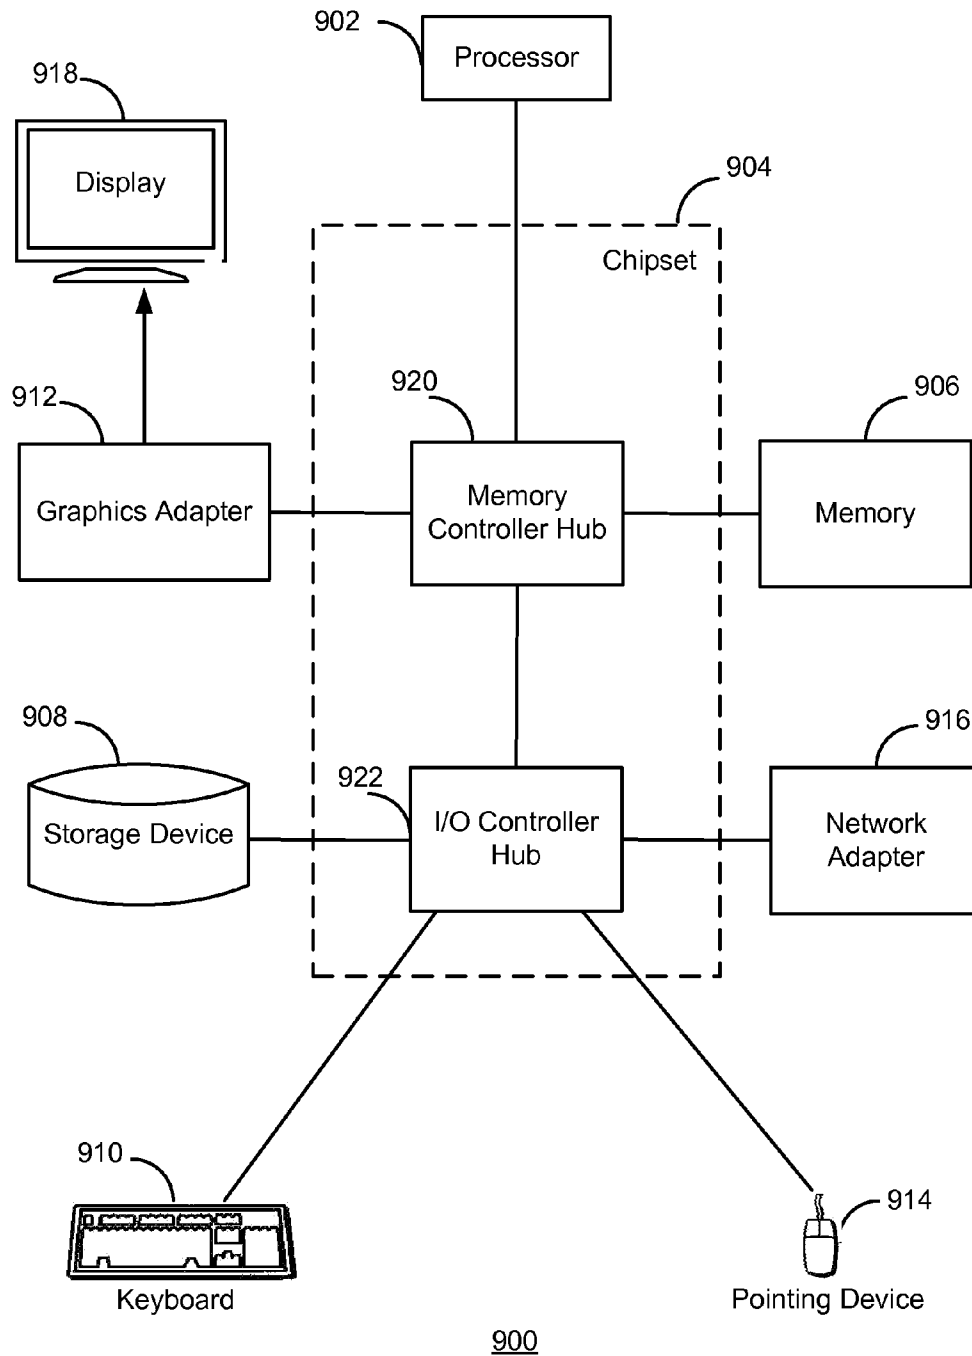 902
Processor
918
Display
904
Chipset
912
920
906
Graphics Adapter
Memory
Controller Hub
Memory
908
922
916
Storage Device
I/O Controller
Hub
Network
Adapter
910
914
Keyboard
Pointing Device
900